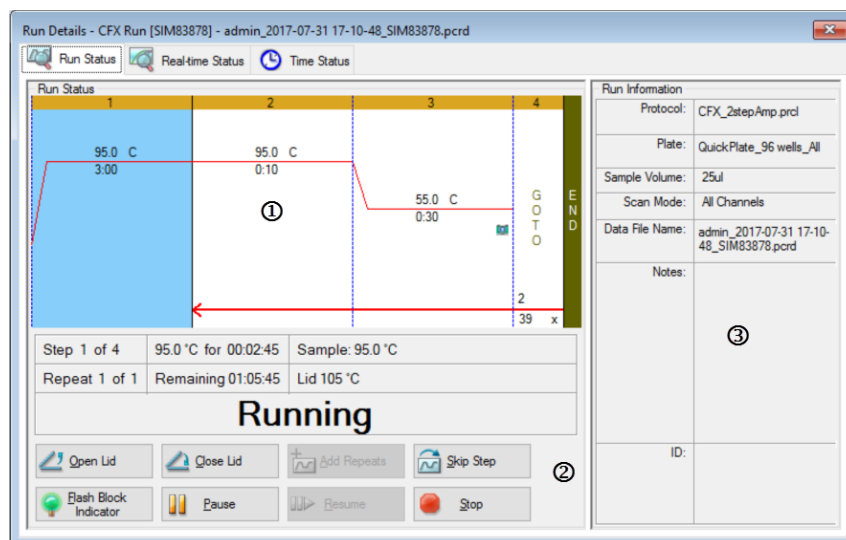 Run Details - CFX Run [SIM83878] - admin_2017-07-31 17-10-48_SIM83878.pcrd
Run Status Real-time Status Time Status
Run Status
1 2 3 4
95.0 C 95.0 C
3:00 0:10
55.0 C
0:30
GOTO
END
①
2
39 x
Step 1 of 4 95.0 °C for 00:02:45 Sample: 95.0 °C
Repeat 1 of 1 Remaining 01:05:45 Lid 105 °C
Running
Open Lid Close Lid Add Repeats Skip Step
②
Flash Block
Indicator Pause Resume Stop
Run Information
Protocol: CFX_2stepAmp.prcl
Plate: QuickPlate_96 wells_All
Sample Volume: 25ul
Scan Mode: All Channels
Data File Name: admin_2017-07-31 17-10-
48_SIM83878.pcrd
Notes:
③
ID: